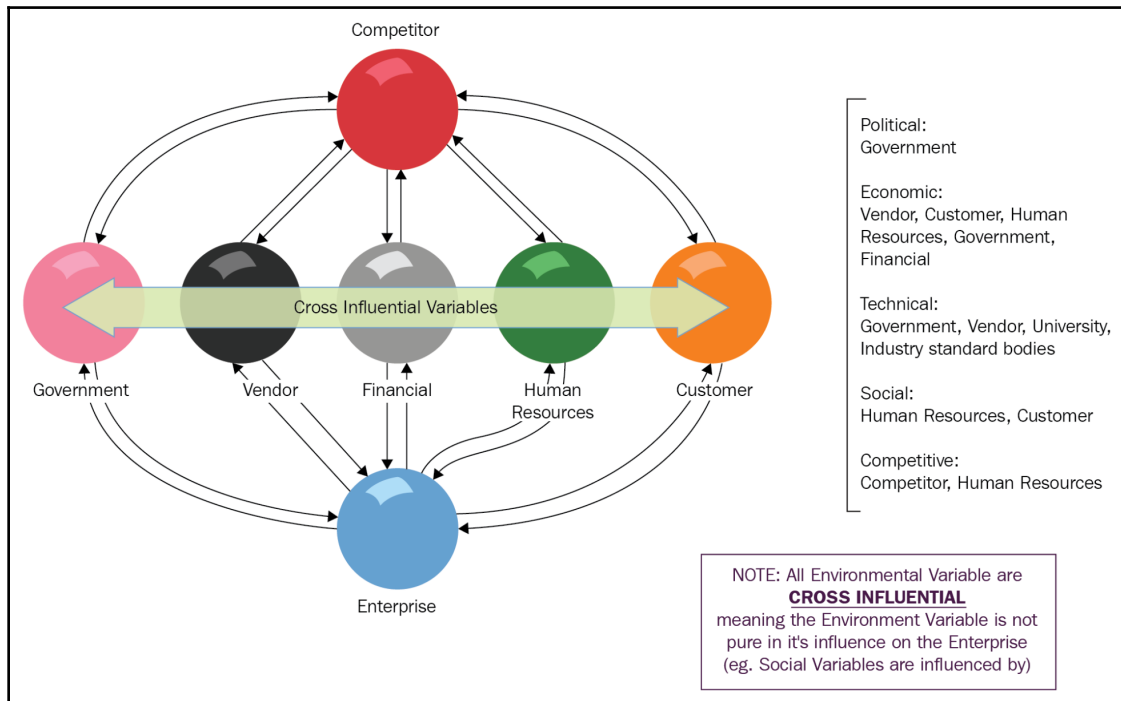 Competitor
Cross Influential Variables
Government
Vendor
Financial
Human
Resources
Customer
Enterprise
Political:
Government
Economic:
Vendor, Customer, Human
Resources, Government,
Financial
Technical:
Government, Vendor, University,
Industry standard bodies
Social:
Human Resources, Customer
Competitive:
Competitor, Human Resources
NOTE: All Environmental Variable are
CROSS INFLUENTIAL
meaning the Environment Variable is not
pure in it's influence on the Enterprise
(eg. Social Variables are influenced by)